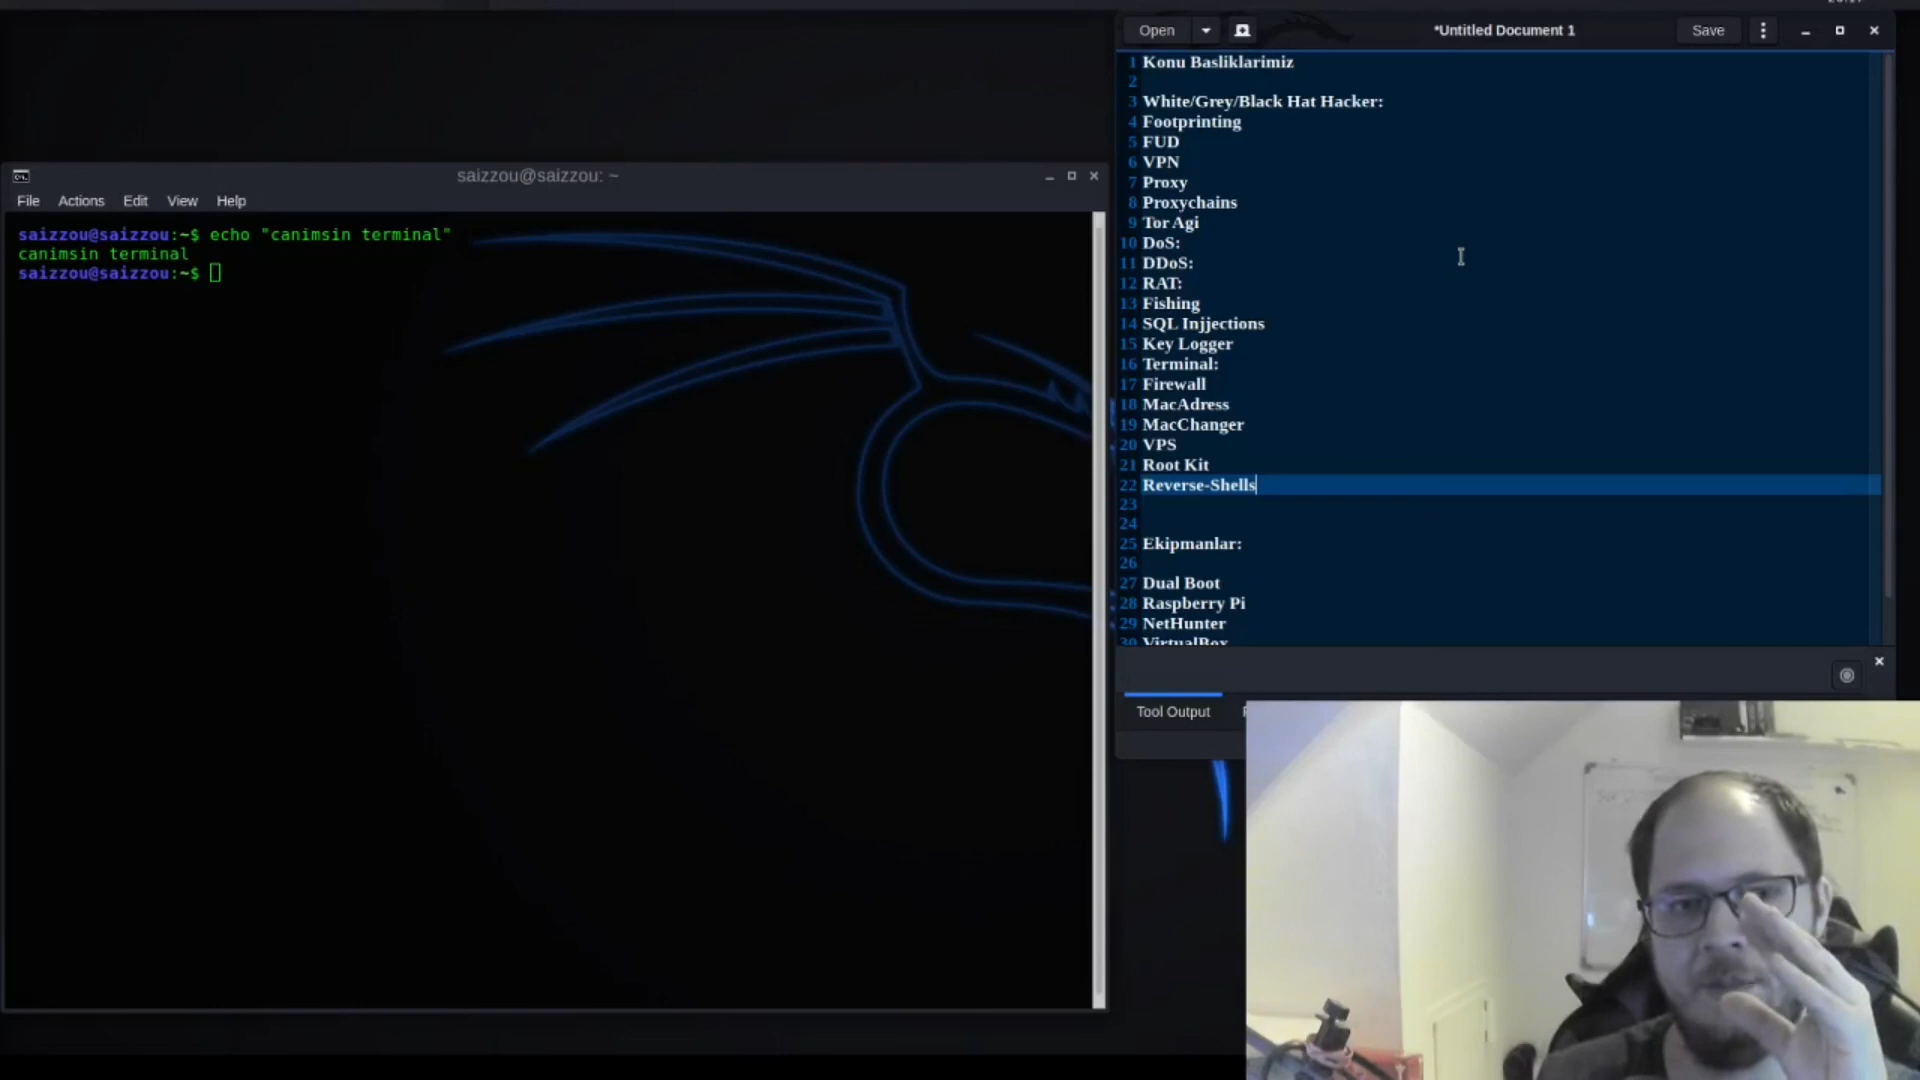 Open
*Untitled Document 1
Save
1 Konu Basliklarimiz
2
3 White/Grey/Black Hat Hacker:
4 Footprinting
5 FUD
6 VPN
7 Proxy
8 Proxychains
9 Tor Agi
10 DoS:
11 DDoS:
12 RAT:
13 Fishing
14 SQL Injjections
15 Key Logger
16 Terminal:
17 Firewall
18 MacAdress
19 MacChanger
20 VPS
21 Root Kit
22 Reverse-Shells
23
24
25 Ekipmanlar:
26
27 Dual Boot
28 Raspberry Pi
29 NetHunter
30 VirtualBox
Tool Output
saizzou@saizzou: ~
File Actions Edit View Help
saizzou@saizzou:~$ echo "canimsin terminal"
canimsin terminal
saizzou@saizzou:~$